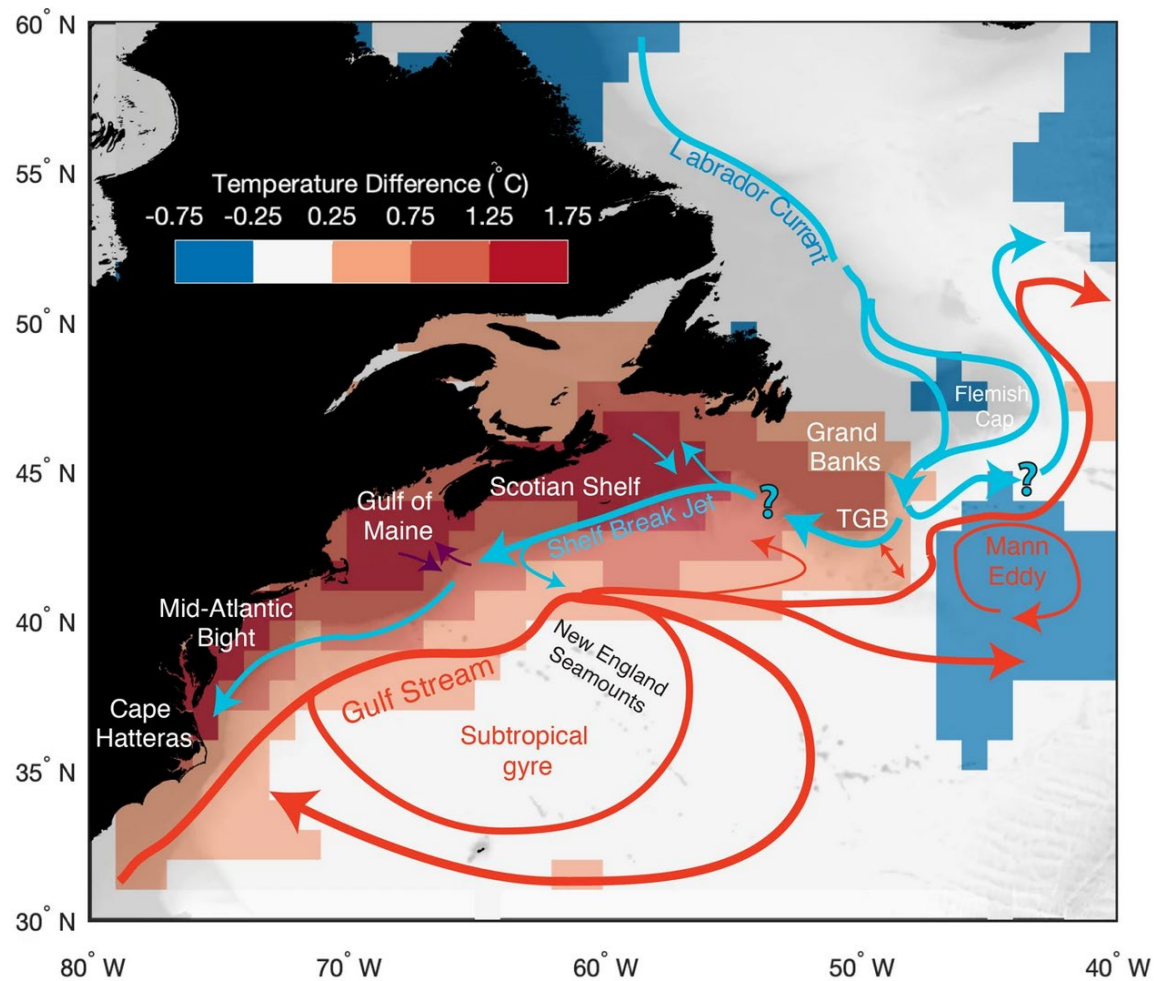 60° N
55° N
50° N
45° N
40° N
35° N
30° N
80° W
70° W
60° W
50° W
40° W
Temperature Difference (°C)
-0.75 -0.25 0.25 0.75 1.25 1.75
Labrador Current
Flemish
Cap
Grand
Banks
Scotian Shelf
?
?
Gulf of
Maine
Shelf Break Jet
TGB
Mann
Eddy
Mid-Atlantic
Bight
New England
Seamounts
Gulf Stream
Cape
Hatteras
Subtropical
gyre